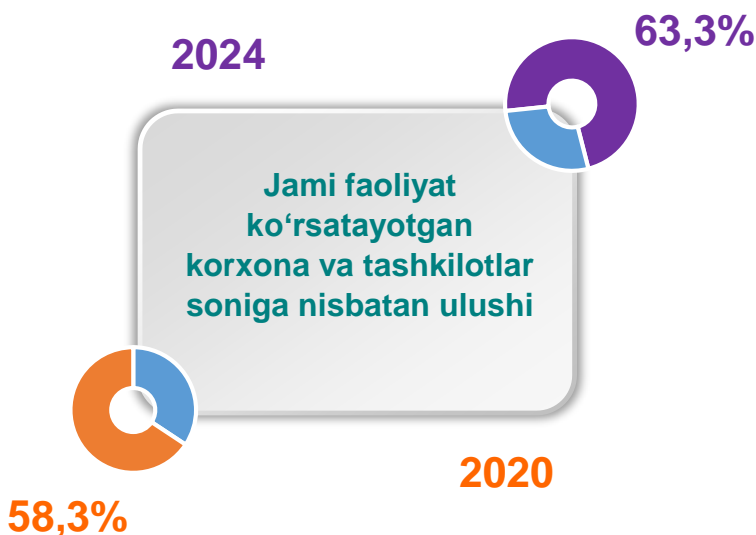 2024
63,3%
Jami faoliyat
ko‘rsatayotgan
korxona va tashkilotlar
soniga nisbatan ulushi
2020
58,3%